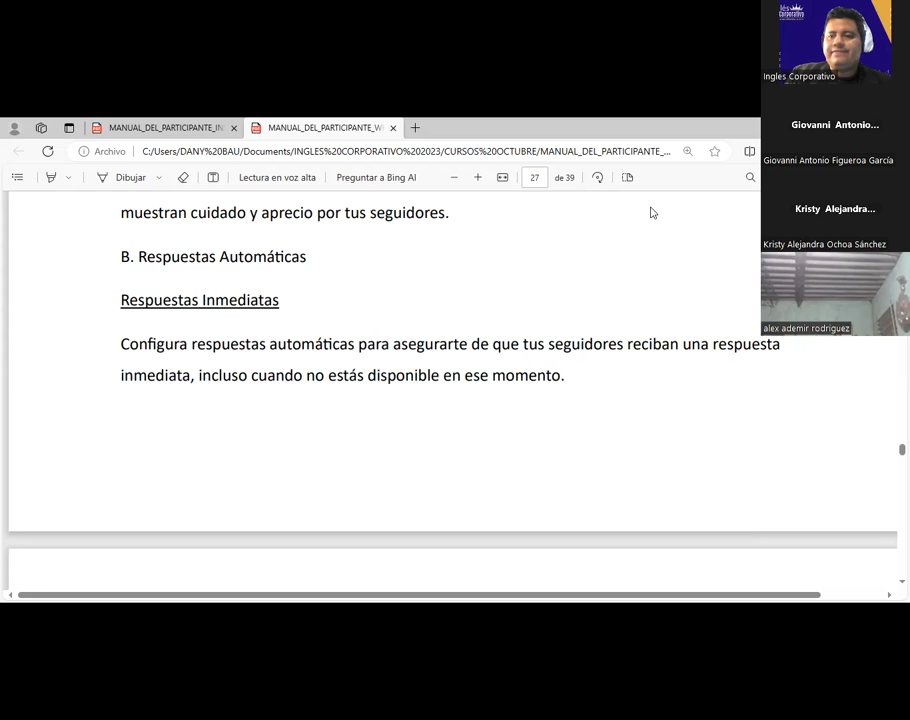 lés
Corporativo
Ingles Corporativo
Giovanni Antonio...
Giovanni Antonio Figueroa García
Kristy Alejandra...
Kristy Alejandra Ochoa Sánchez
alex ademir rodriguez
MANUAL_DEL_PARTICIPANTE_IN
MANUAL_DEL_PARTICIPANTE_W
Archivo
C:/Users/DANY%20BAU/Documents/INGLES%20CORPORATIVO%202023/CURSOS%20OCTUBRE/MANUAL_DEL_PARTICIPANTE_...
Dibujar
Lectura en voz alta
Preguntar a Bing AI
27
de 39
muestran cuidado y aprecio por tus seguidores.
B. Respuestas Automáticas
Respuestas Inmediatas
Configura respuestas automáticas para asegurarte de que tus seguidores reciban una respuesta
inmediata, incluso cuando no estás disponible en ese momento.